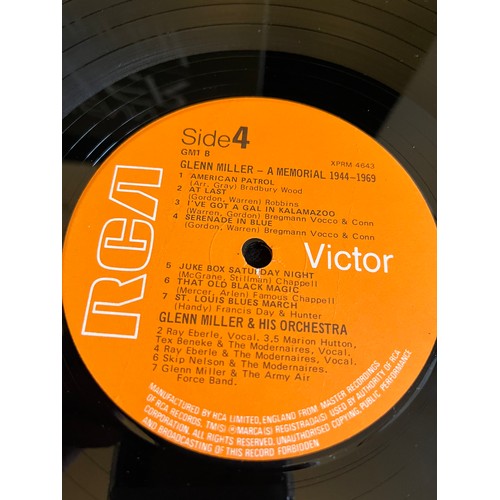 RCA
Victor
Side 4
GM1 B
XPRM 4643
GLENN MILLER - A MEMORIAL 1944-1969
1 AMERICAN PATROL
(Arr. Gray) Bradbury Wood
2 AT LAST
(Gordon, Warren) Robbins
3 I'VE GOT A GAL IN KALAMAZOO
(Warren, Gordon) Bregmann Vocco & Conn
4 SERENADE IN BLUE
(Gordon, Warren) Bregmann Vocco & Conn
5 JUKE BOX SATURDAY NIGHT
(McGrane, Stillman) Chappell
6 THAT OLD BLACK MAGIC
(Mercer, Arlen) Famous Chappell
7 ST. LOUIS BLUES MARCH
(Handy) Francis Day & Hunter
GLENN MILLER & HIS ORCHESTRA
2 Ray Eberle, Vocal. 3,5 Marion Hutton,
Tex Beneke & The Modernaires, Vocal.
4 Ray Eberle & The Modernaires, Vocal.
6 Skip Nelson & The Modernaires.
7 Glenn Miller & The Army Air
Force Band.
MANUFACTURED BY RCA LIMITED, ENGLAND FROM MASTER RECORDINGS
OF RCA RECORDS. TM(S) ® MARCA(S) REGISTRADA(S) USED BY AUTHORITY OF RCA
CORPORATION. ALL RIGHTS RESERVED. UNAUTHORISED COPYING, PUBLIC PERFORMANCE
AND BROADCASTING OF THIS RECORD FORBIDDEN